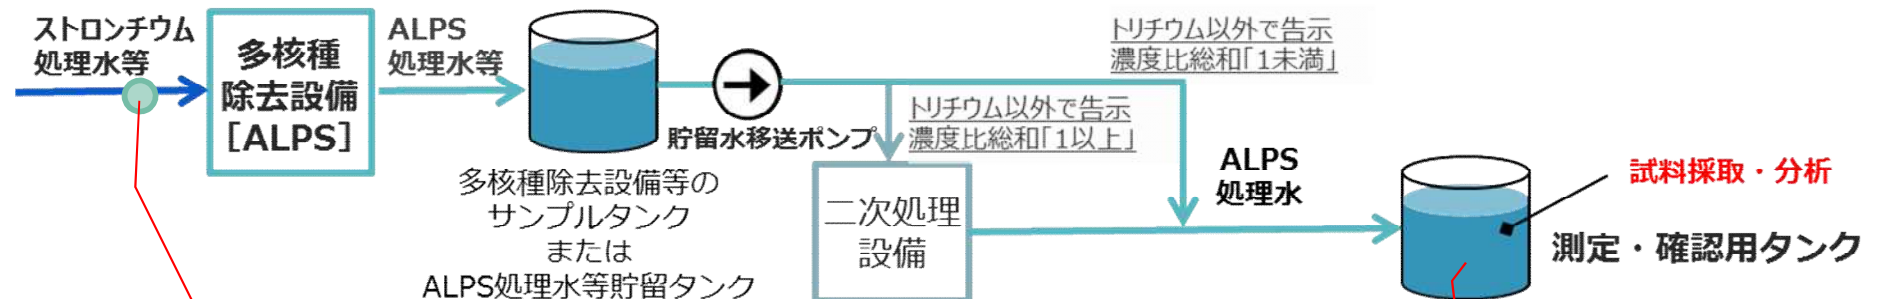 ストロンチウム
処理水等
多核種
除去設備
［ALPS］
ALPS
処理水等
多核種除去設備等の
サンプルタンク
または
ALPS処理水等貯留タンク
貯留水移送ポンプ
トリチウム以外で告示
濃度比総和「1未満」
トリチウム以外で告示
濃度比総和「1以上」
二次処理
設備
ALPS
処理水
試料採取・分析
測定・確認用タンク